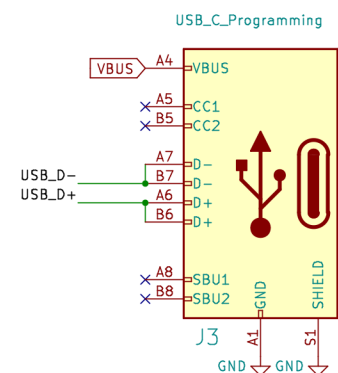 USB_C_Programming
VBUS
A4
VBUS
A5
CC1
B5
CC2
A7
D-
USB_D-
B7
D-
USB_D+
A6
D+
B6
D+
A8
SBU1
B8
SBU2
GND
SHIELD
J3
A1
S1
GND
GND